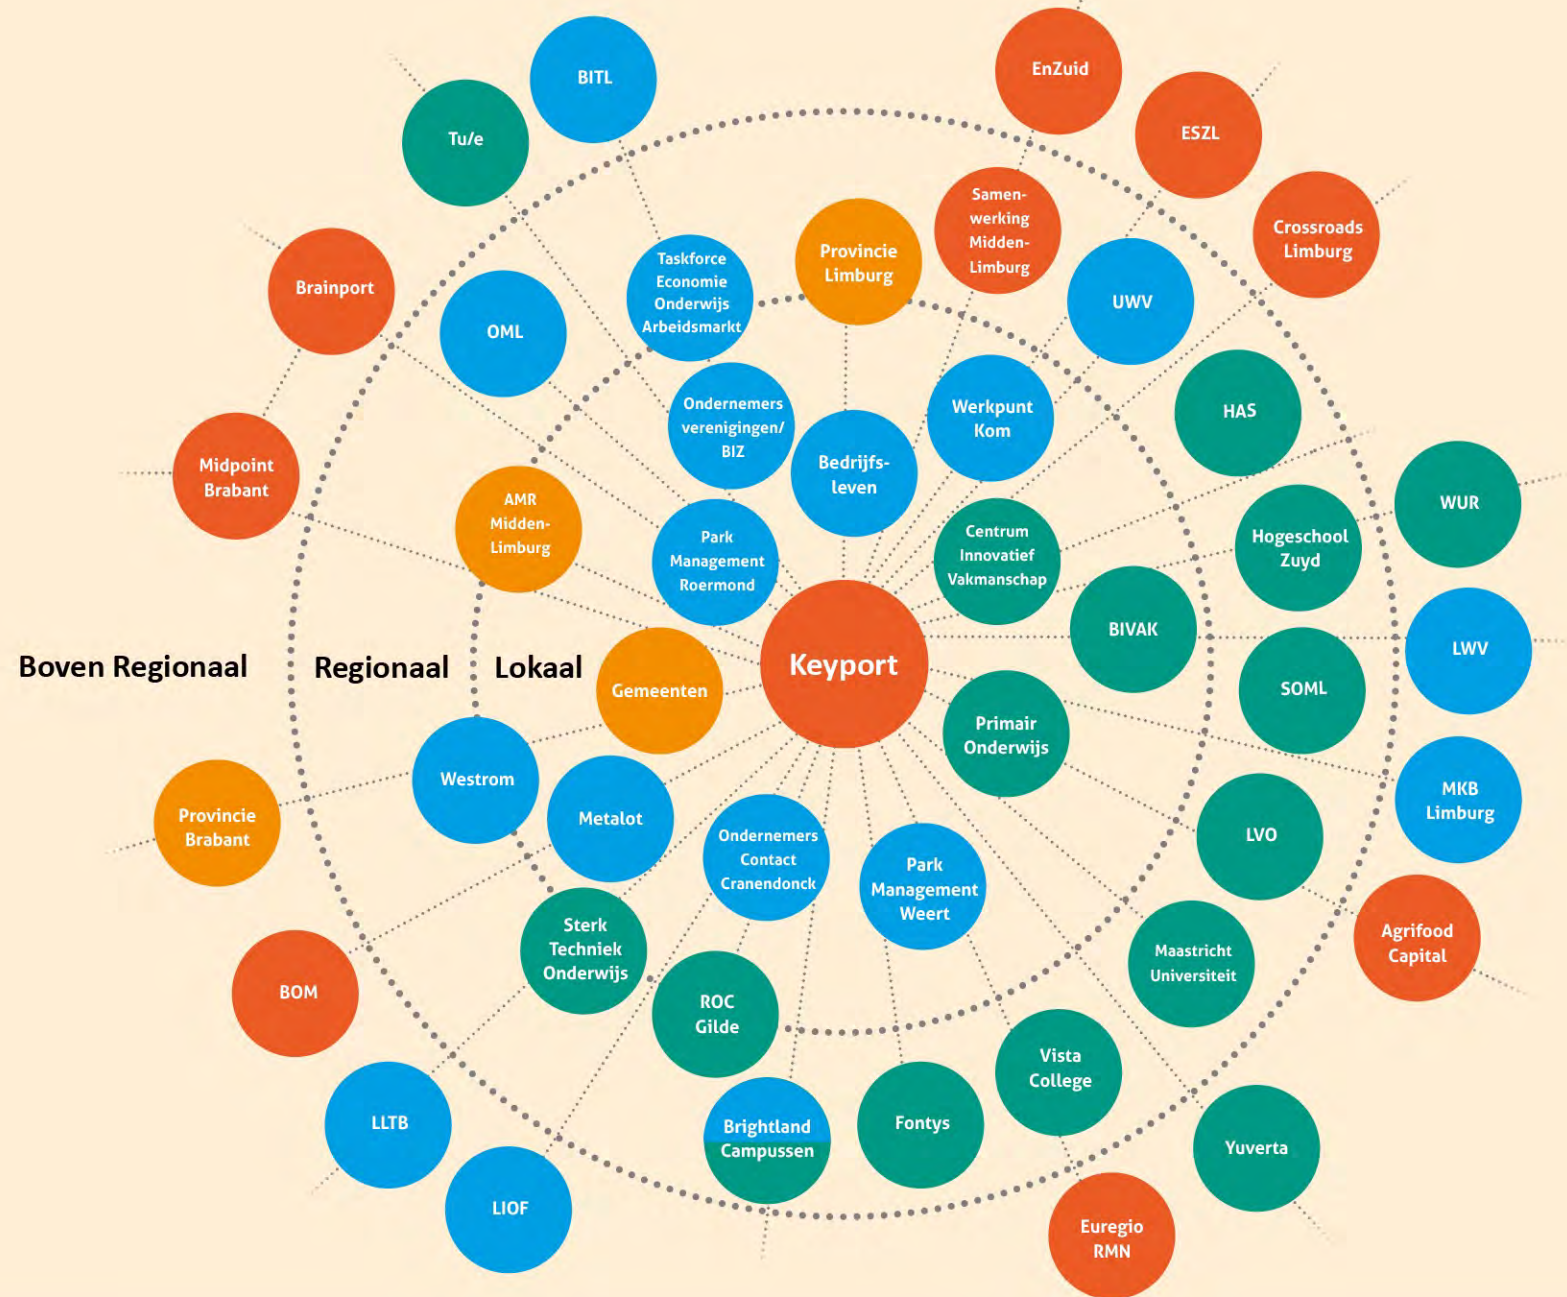 BITL
EnZuid
Tu/e
ESZL
Samen-
werking
Midden-
Limburg
Crossroads
Limburg
Provincie
Limburg
Taskforce
Economie
Onderwijs
Arbeidsmarkt
Brainport
OML
UWV
Ondernemers
verenigingen/
BIZ
Werkpunt
Kom
HAS
Bedrijfs-
leven
Midpoint
Brabant
AMR
Midden-
Limburg
WUR
Park
Management
Roermond
Centrum
Innovatief
Vakmanschap
Hogeschool
Zuyd
BIVAK
LWV
Boven Regionaal
Regionaal
Lokaal
Gemeenten
Keyport
SOML
Primair
Onderwijs
Westrom
Metalot
MKB
Limburg
Provincie
Brabant
Ondernemers
Contact
Cranendonck
Park
Management
Weert
LVO
Sterk
Techniek
Onderwijs
Maastricht
Universiteit
Agrifood
Capital
BOM
ROC
Gilde
Vista
College
LLTB
Brightland
Campussen
Fontys
Yuverta
LIOF
Euregio
RMN